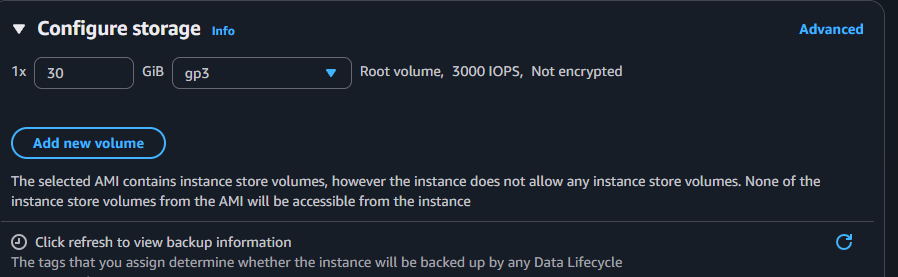 Configure storage Info Advanced
1x 30 GiB gp3 Root volume, 3000 IOPS, Not encrypted
Add new volume
The selected AMI contains instance store volumes, however the instance does not allow any instance store volumes. None of the
instance store volumes from the AMI will be accessible from the instance
Click refresh to view backup information
The tags that you assign determine whether the instance will be backed up by any Data Lifecycle